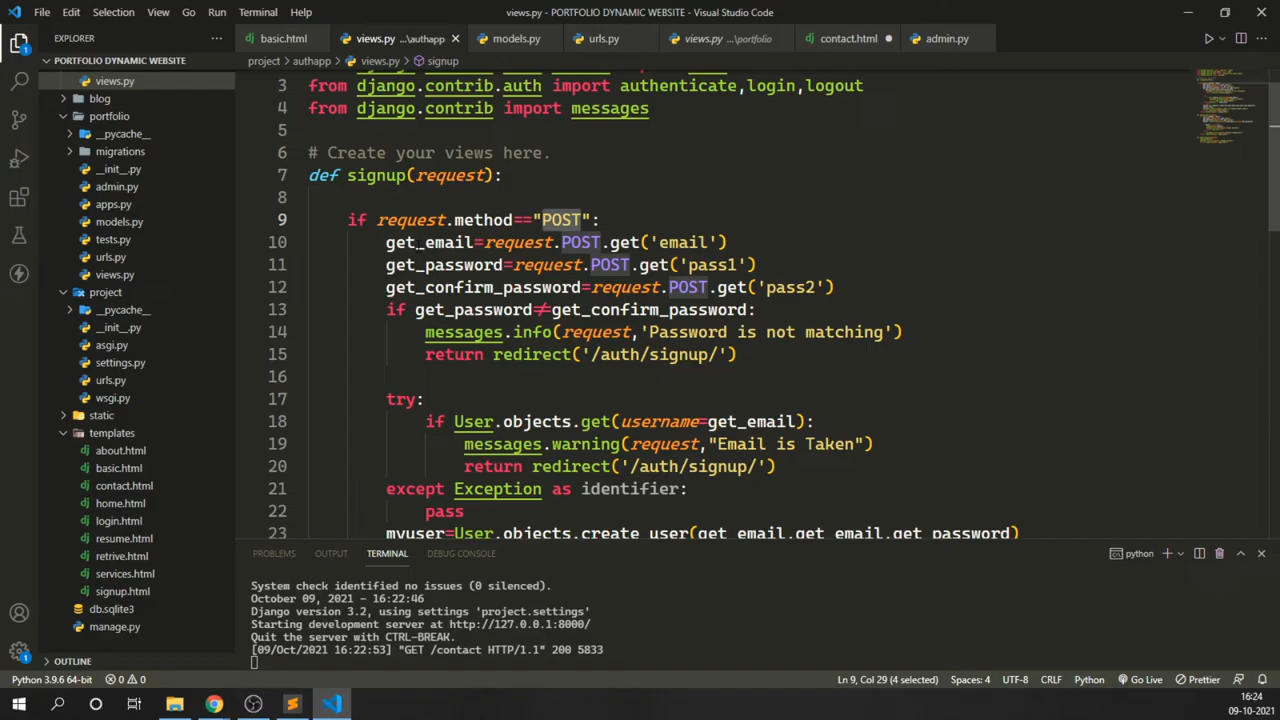 File Edit Selection View Go Run Terminal Help
views.py - PORTFOLIO DYNAMIC WEBSITE - Visual Studio Code
EXPLORER
PORTFOLIO DYNAMIC WEBSITE
views.py
blog
portfolio
__pycache__
migrations
__init__.py
admin.py
apps.py
models.py
tests.py
urls.py
views.py
project
__pycache__
__init__.py
asgi.py
settings.py
urls.py
wsgi.py
static
templates
about.html
basic.html
contact.html
home.html
login.html
resume.html
retrive.html
services.html
signup.html
db.sqlite3
manage.py
OUTLINE
basic.html views.py ...\authapp models.py urls.py views.py ...\portfolio contact.html admin.py
project > authapp > views.py > signup
3 from django.contrib.auth import authenticate,login,logout
4 from django.contrib import messages
5
6 # Create your views here.
7 def signup(request):
8
9 if request.method=="POST":
10 get_email=request.POST.get('email')
11 get_password=request.POST.get('pass1')
12 get_confirm_password=request.POST.get('pass2')
13 if get_password≠get_confirm_password:
14 messages.info(request,'Password is not matching')
15 return redirect('/auth/signup/')
16
17 try:
18 if User.objects.get(username=get_email):
19 messages.warning(request,"Email is Taken")
20 return redirect('/auth/signup/')
21 except Exception as identifier:
22 pass
23 myuser=User.objects.create_user(get_email,get_email,get_password)
PROBLEMS OUTPUT TERMINAL DEBUG CONSOLE
python
System check identified no issues (0 silenced).
October 09, 2021 - 16:22:46
Django version 3.2, using settings 'project.settings'
Starting development server at http://127.0.0.1:8000/
Quit the server with CTRL-BREAK.
[09/Oct/2021 16:22:53] "GET /contact HTTP/1.1" 200 5833
Python 3.9.6 64-bit 0 0 Ln 9, Col 29 (4 selected) Spaces: 4 UTF-8 CRLF Python Go Live Prettier
16:24
09-10-2021